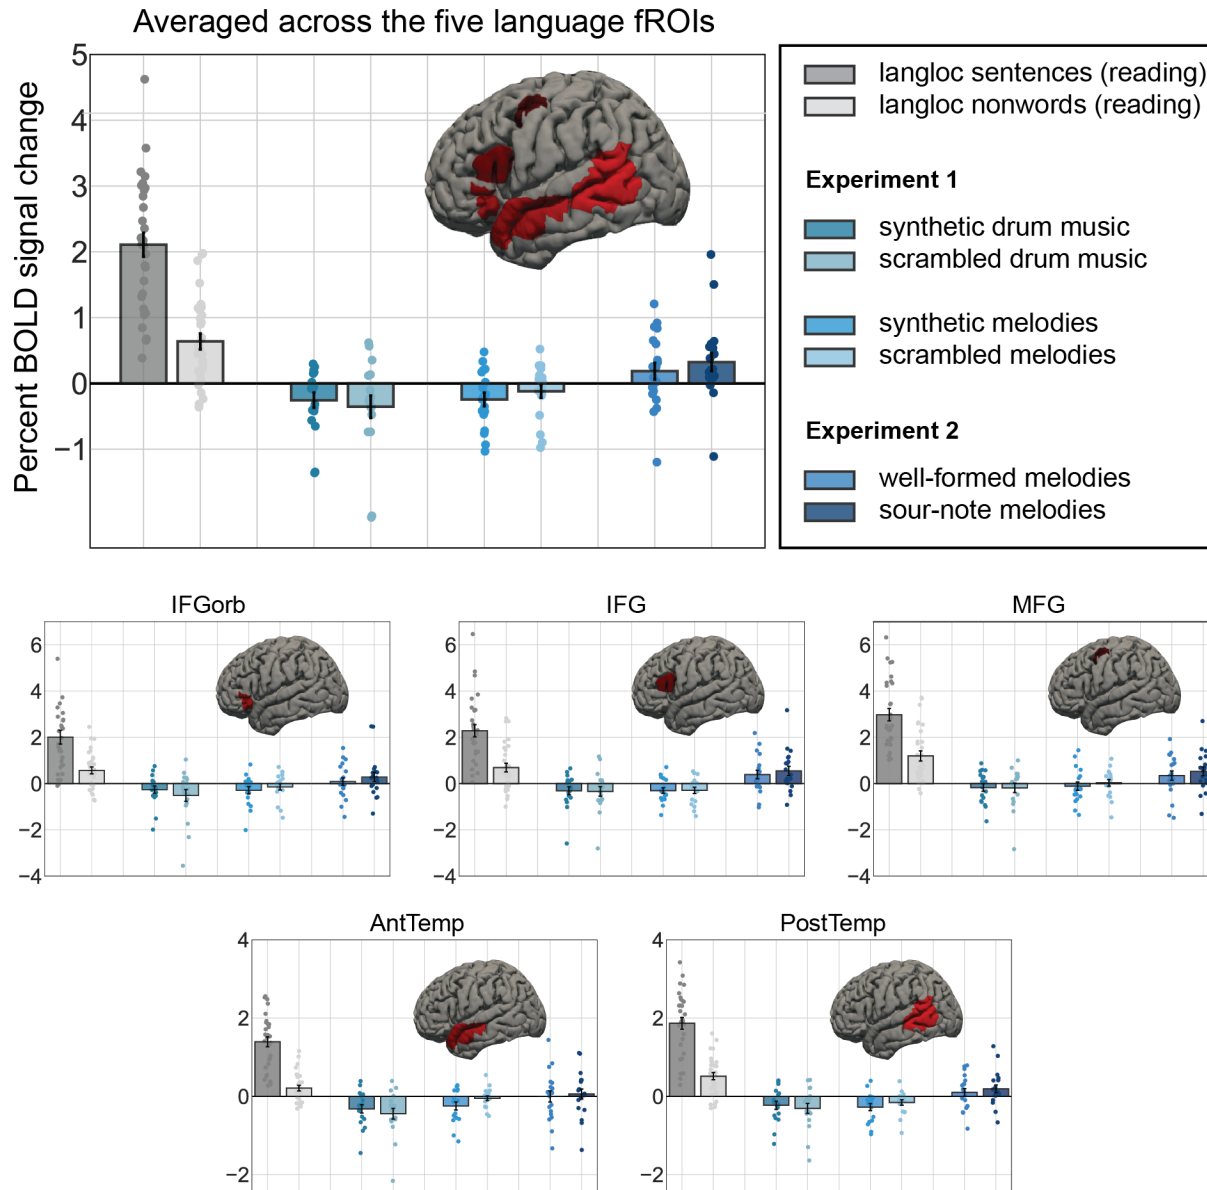 Averaged across the five language fROIs
Percent BOLD signal change
5
4
3
2
1
0
−1
langloc sentences (reading)
langloc nonwords (reading)
Experiment 1
synthetic drum music
scrambled drum music
synthetic melodies
scrambled melodies
Experiment 2
well-formed melodies
sour-note melodies
IFGorb
6
4
2
0
−2
−4
IFG
6
4
2
0
−2
−4
MFG
6
4
2
0
−2
−4
AntTemp
4
2
0
−2
PostTemp
4
2
0
−2